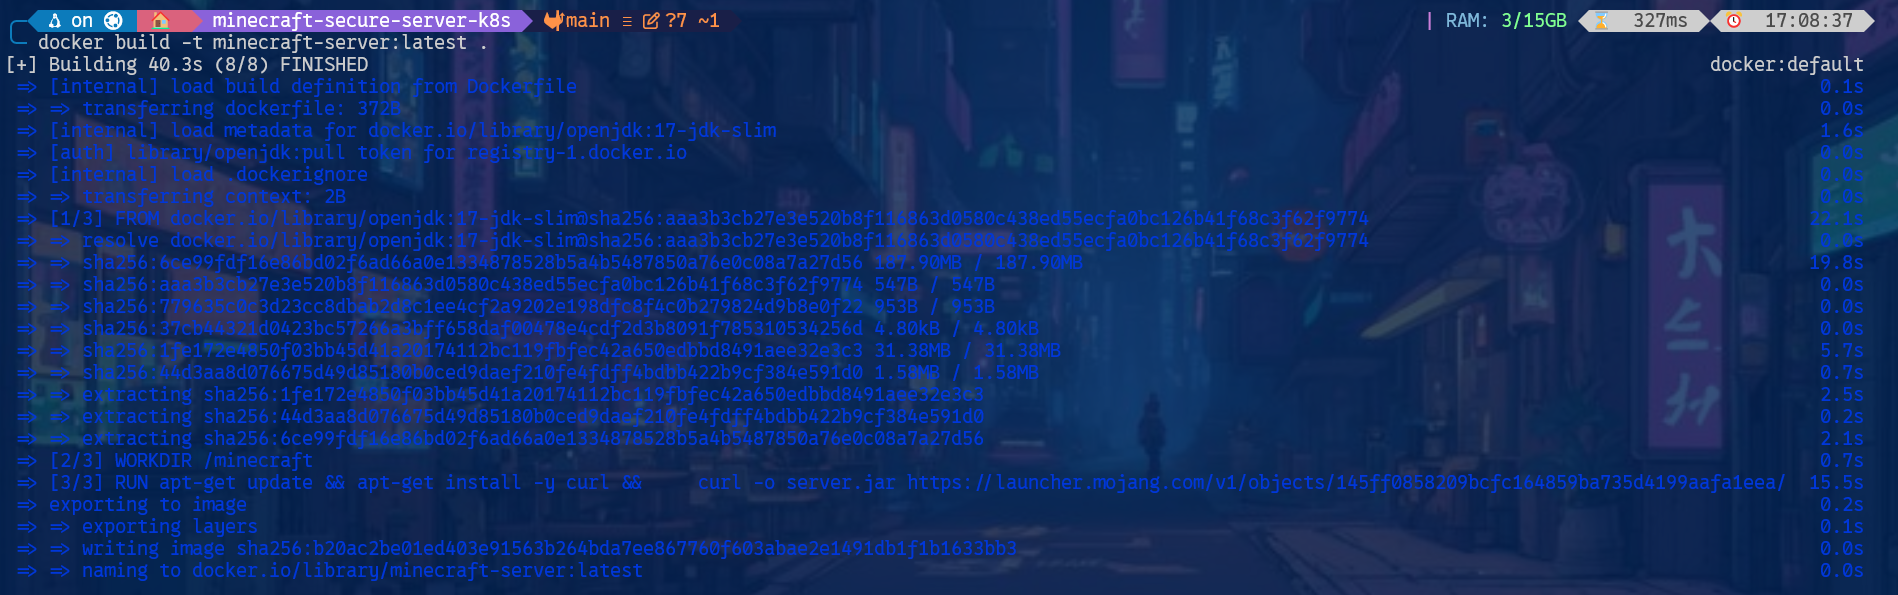 on minecraft-secure-server-k8s main ≡ ?7 ~1 | RAM: 3/15GB 327ms 17:08:37
docker build -t minecraft-server:latest .
[+] Building 40.3s (8/8) FINISHED docker:default
=> [internal] load build definition from Dockerfile 0.1s
=> => transferring dockerfile: 372B 0.0s
=> [internal] load metadata for docker.io/library/openjdk:17-jdk-slim 1.6s
=> [auth] library/openjdk:pull token for registry-1.docker.io 0.0s
=> [internal] load .dockerignore 0.0s
=> => transferring context: 2B 0.0s
=> [1/3] FROM docker.io/library/openjdk:17-jdk-slim@sha256:aaa3b3cb27e3e520b8f116863d0580c438ed55ecfa0bc126b41f68c3f62f9774 22.1s
=> => resolve docker.io/library/openjdk:17-jdk-slim@sha256:aaa3b3cb27e3e520b8f116863d0580c438ed55ecfa0bc126b41f68c3f62f9774 0.0s
=> => sha256:6ce99fdf16e86bd02f6ad66a0e1334878528b5a4b5487850a76e0c08a7a27d56 187.90MB / 187.90MB 19.8s
=> => sha256:aaa3b3cb27e3e520b8f116863d0580c438ed55ecfa0bc126b41f68c3f62f9774 547B / 547B 0.0s
=> => sha256:779635c0c3d23cc8dbab2d8c1ee4cf2a9202e198dfc8f4c0b279824d9b8e0f22 953B / 953B 0.0s
=> => sha256:37cb44321d0423bc57266a3bff658daf00478e4cdf2d3b8091f785310534256d 4.80kB / 4.80kB 0.0s
=> => sha256:1fe172e4850f03bb45d41a20174112bc119fbfec42a650edbbd8491aee32e3c3 31.38MB / 31.38MB 5.7s
=> => sha256:44d3aa8d076675d49d85180b0ced9daef210fe4fdff4bdbb422b9cf384e591d0 1.58MB / 1.58MB 0.7s
=> => extracting sha256:1fe172e4850f03bb45d41a20174112bc119fbfec42a650edbbd8491aee32e3c3 2.5s
=> => extracting sha256:44d3aa8d076675d49d85180b0ced9daef210fe4fdff4bdbb422b9cf384e591d0 0.2s
=> => extracting sha256:6ce99fdf16e86bd02f6ad66a0e1334878528b5a4b5487850a76e0c08a7a27d56 2.1s
=> [2/3] WORKDIR /minecraft 0.7s
=> [3/3] RUN apt-get update && apt-get install -y curl && curl -o server.jar https://launcher.mojang.com/v1/objects/145ff0858209bcfc164859ba735d4199aafa1eea/ 15.5s
=> exporting to image 0.2s
=> => exporting layers 0.1s
=> => writing image sha256:b20ac2be01ed403e91563b264bda7ee867760f603abae2e1491db1f1b1633bb3 0.0s
=> => naming to docker.io/library/minecraft-server:latest 0.0s